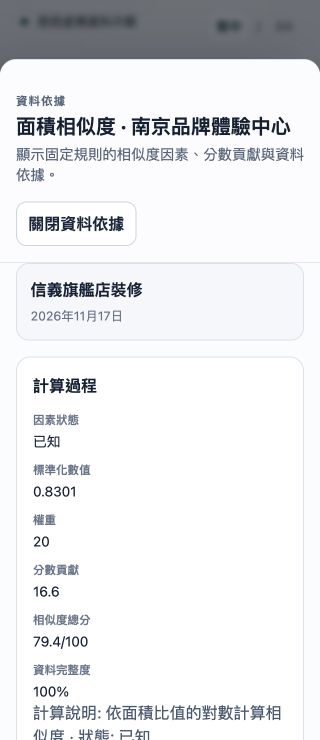 資料依據
面積相似度 · 南京品牌體驗中心
顯示固定規則的相似度因素、分數貢獻與資料
依據。
關閉資料依據
信義旗艦店裝修
2026年11月17日
計算過程
因素狀態
已知
標準化數值
0.8301
權重
20
分數貢獻
16.6
相似度總分
79.4/100
資料完整度
100%
計算說明: 依面積比值的對數計算相
似度 · 狀態: 已知